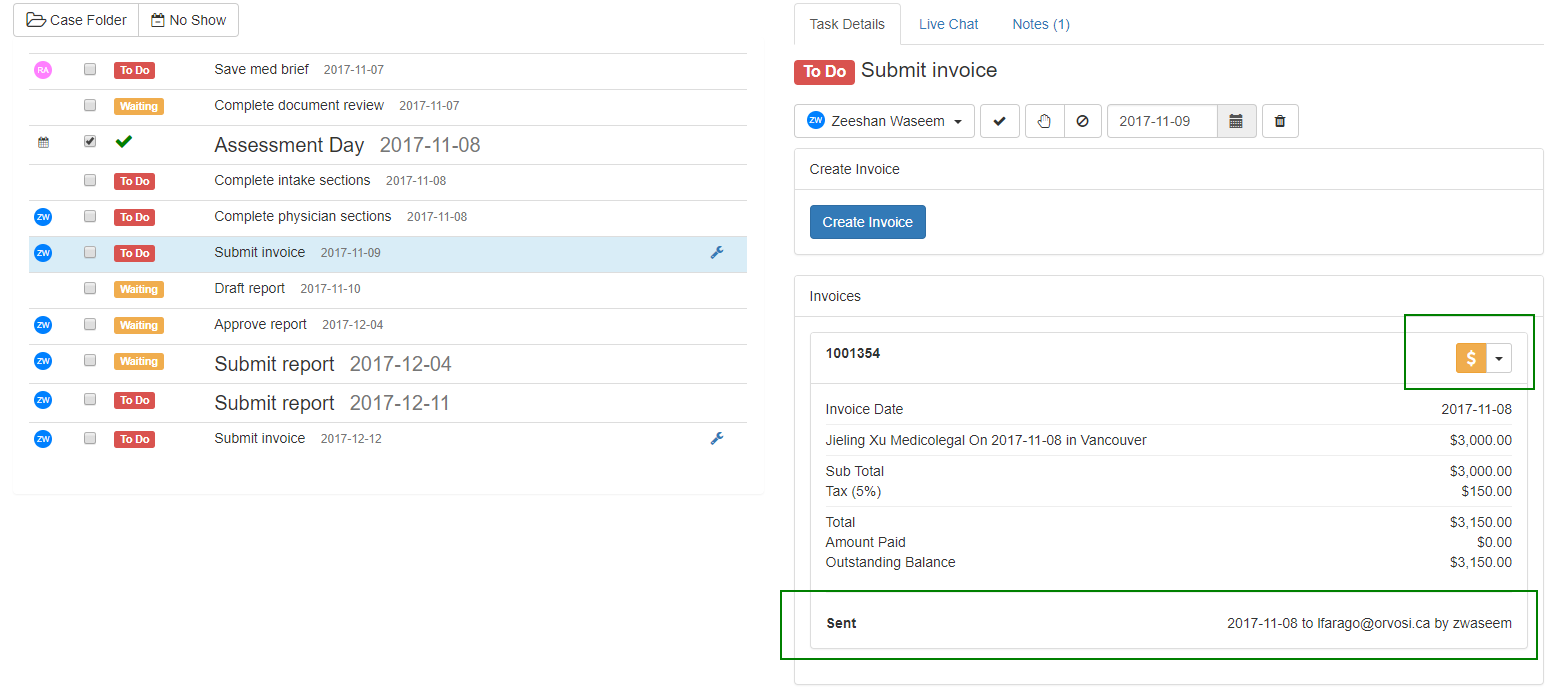 Case Folder No Show
RA To Do Save med brief 2017-11-07
Waiting Complete document review 2017-11-07
Assessment Day 2017-11-08
To Do Complete intake sections 2017-11-08
ZW To Do Complete physician sections 2017-11-08
ZW To Do Submit invoice 2017-11-09
Waiting Draft report 2017-11-10
ZW Waiting Approve report 2017-12-04
ZW Waiting Submit report 2017-12-04
ZW To Do Submit report 2017-12-11
ZW To Do Submit invoice 2017-12-12
Task Details Live Chat Notes (1)
To Do Submit invoice
ZW Zeeshan Waseem 2017-11-09
Create Invoice
Create Invoice
Invoices
1001354 $
Invoice Date 2017-11-08
Jieling Xu Medicolegal On 2017-11-08 in Vancouver $3,000.00
Sub Total $3,000.00
Tax (5%) $150.00
Total $3,150.00
Amount Paid $0.00
Outstanding Balance $3,150.00
Sent 2017-11-08 to lfarago@orvosi.ca by zwaseem